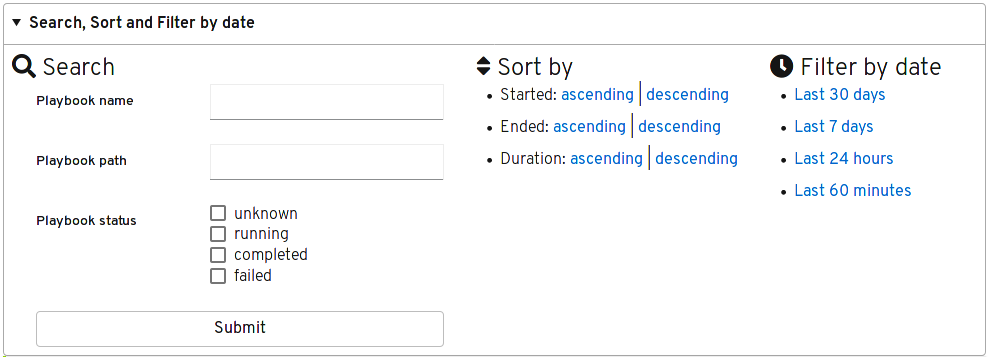 Search, Sort and Filter by date
Search
Playbook name
Playbook path
Playbook status
unknown
running
completed
failed
Submit
Sort by
Started: ascending | descending
Ended: ascending | descending
Duration: ascending | descending
Filter by date
Last 30 days
Last 7 days
Last 24 hours
Last 60 minutes